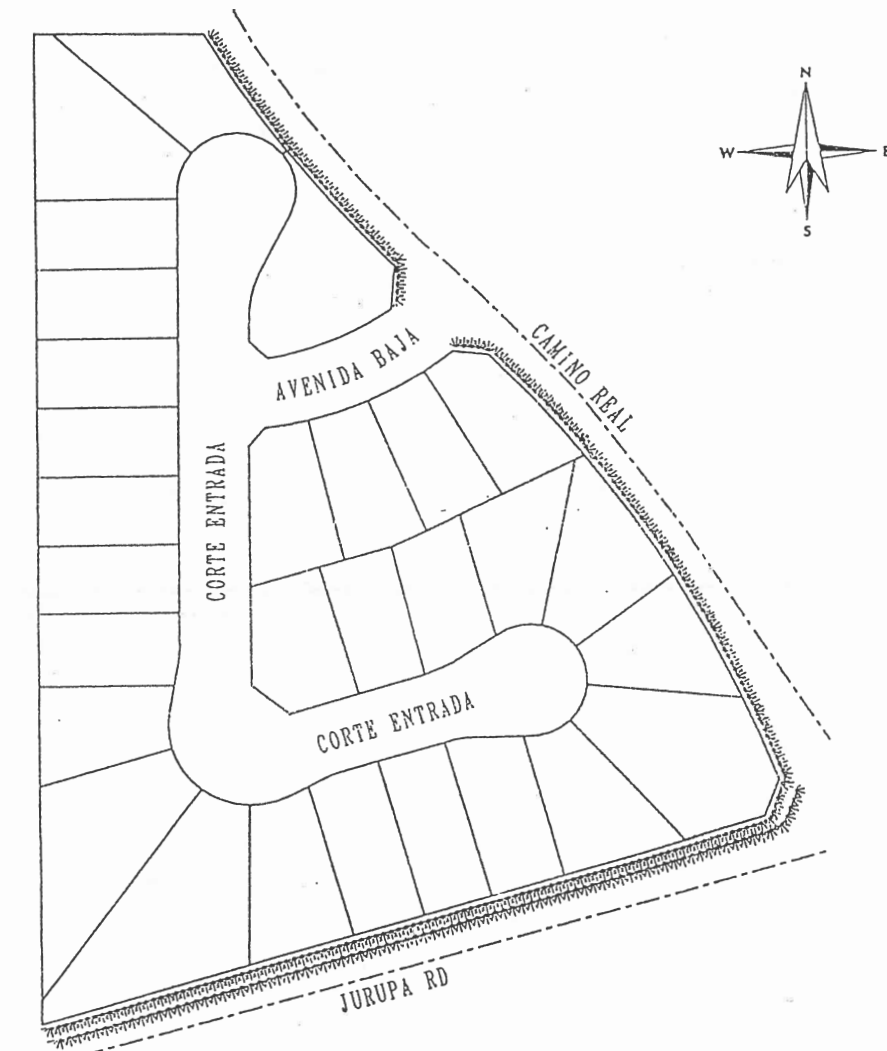 N
W
E
S
CAMINO REAL
AVENIDA BAJA
CORTE ENTRADA
CORTE ENTRADA
JURUPA RD